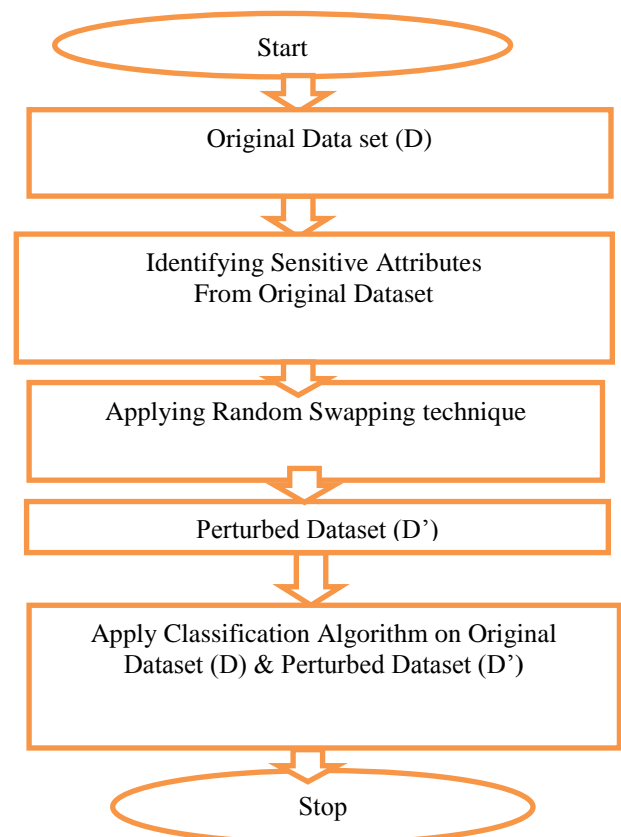 Start
Original Data set (D)
Identifying Sensitive Attributes
From Original Dataset
Applying Random Swapping technique
Perturbed Dataset (D’)
Apply Classification Algorithm on Original
Dataset (D) & Perturbed Dataset (D’)
Stop